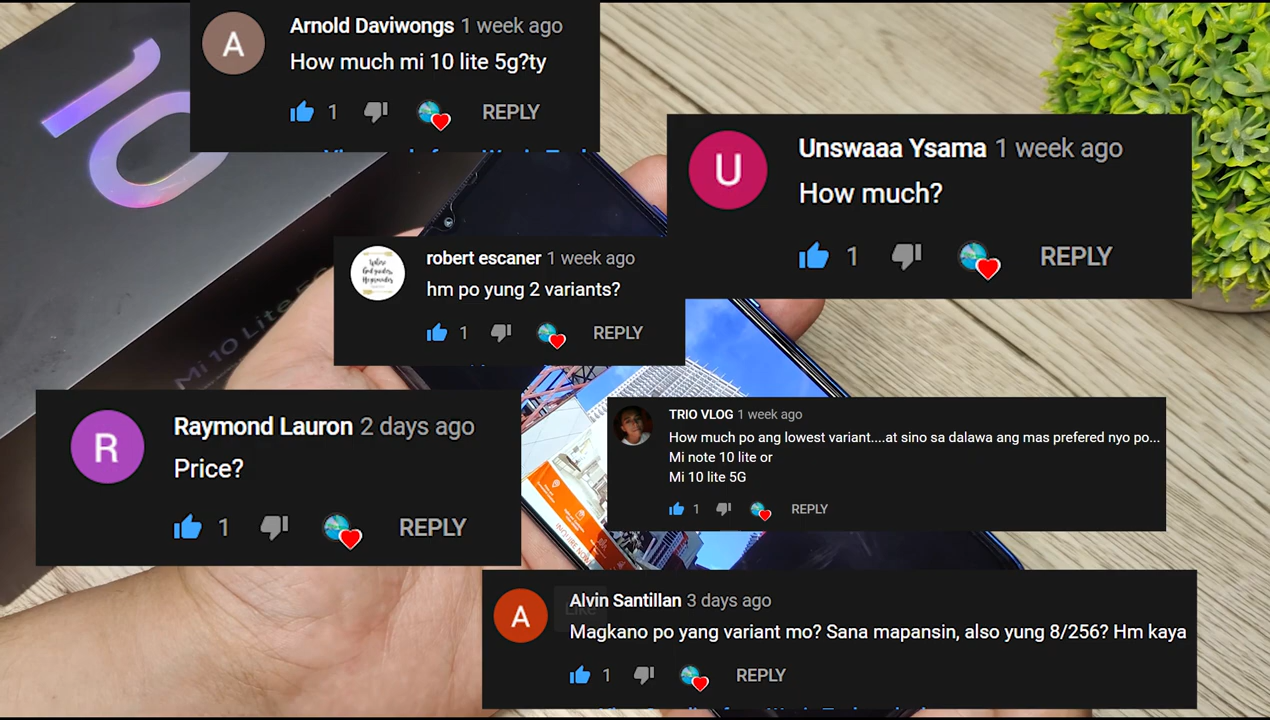 Arnold Daviwongs 1 week ago
How much mi 10 lite 5g?ty
1
REPLY
10
Unswaaa Ysama 1 week ago
How much?
1
REPLY
robert escaner 1 week ago
hm po yung 2 variants?
1
REPLY
Mi 10 Lite
Raymond Lauron 2 days ago
Price?
1
REPLY
TRIO VLOG 1 week ago
How much po ang lowest variant....at sino sa dalawa ang mas prefered nyo po...
Mi note 10 lite or
Mi 10 lite 5G
1
REPLY
INQUIRE NOW
Alvin Santillan 3 days ago
Magkano po yang variant mo? Sana mapansin, also yung 8/256? Hm kaya
Like
1
REPLY
A
U
R
A